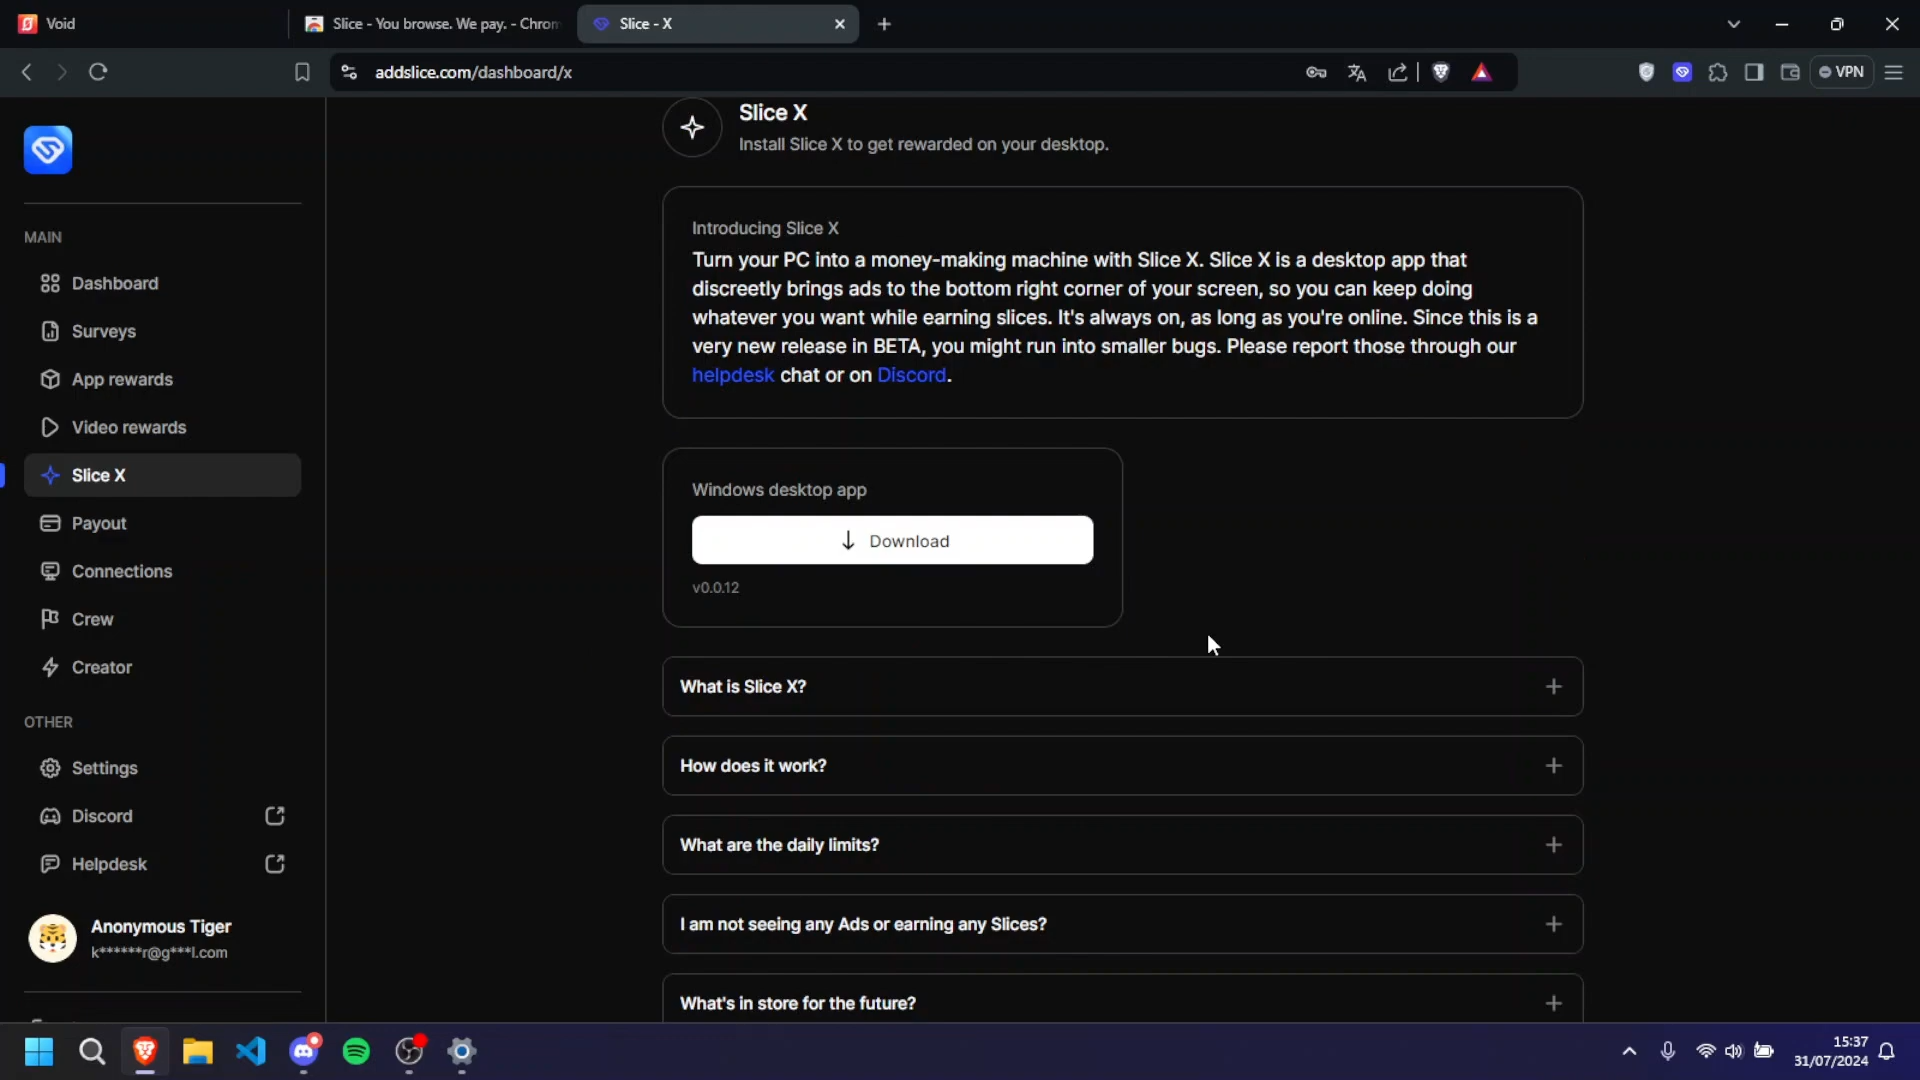 Void
Slice - You browse. We pay. - Chrom
Slice - X
addslice.com/dashboard/x
VPN
Slice X
Install Slice X to get rewarded on your desktop.
MAIN
Dashboard
Surveys
App rewards
Video rewards
Slice X
Payout
Connections
Crew
Creator
OTHER
Settings
Discord
Helpdesk
Anonymous Tiger
k******r@g***l.com
Introducing Slice X
Turn your PC into a money-making machine with Slice X. Slice X is a desktop app that
discreetly brings ads to the bottom right corner of your screen, so you can keep doing
whatever you want while earning slices. It's always on, as long as you're online. Since this is a
very new release in BETA, you might run into smaller bugs. Please report those through our
helpdesk chat or on Discord.
Windows desktop app
Download
v0.0.12
What is Slice X?
How does it work?
What are the daily limits?
I am not seeing any Ads or earning any Slices?
What's in store for the future?
15:37
31/07/2024